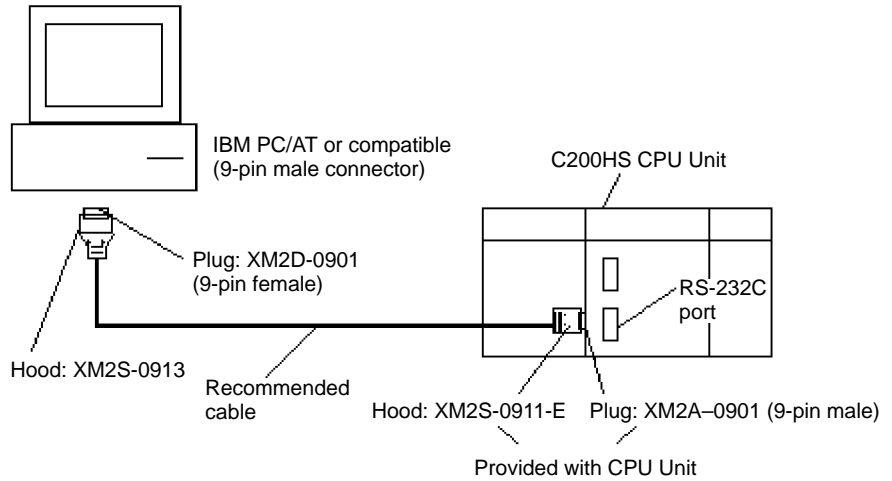 IBM PC/AT or compatible
(9-pin male connector)
C200HS CPU Unit
Plug: XM2D-0901
(9-pin female)
RS-232C
port
Hood: XM2S-0913
Recommended
cable
Hood: XM2S-0911-E
Plug: XM2A–0901 (9-pin male)
Provided with CPU Unit